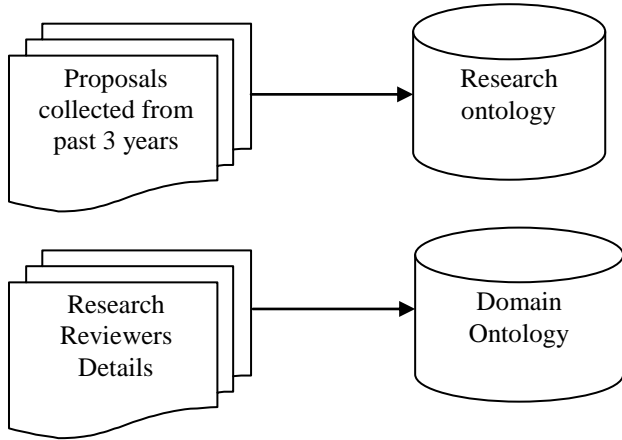 Proposals
collected from
past 3 years
Research
ontology
Research
Reviewers
Details
Domain
Ontology